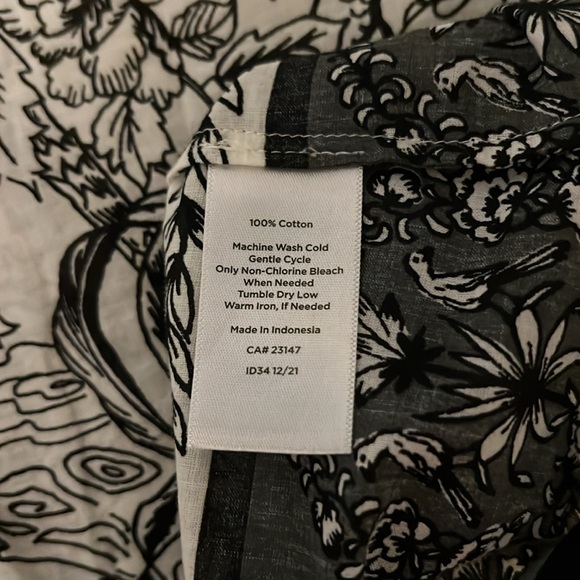 100% Cotton
Machine Wash Cold
Gentle Cycle
Only Non-Chlorine Bleach
When Needed
Tumble Dry Low
Warm Iron, If Needed
Made In Indonesia
CA# 23147
ID34 12/21